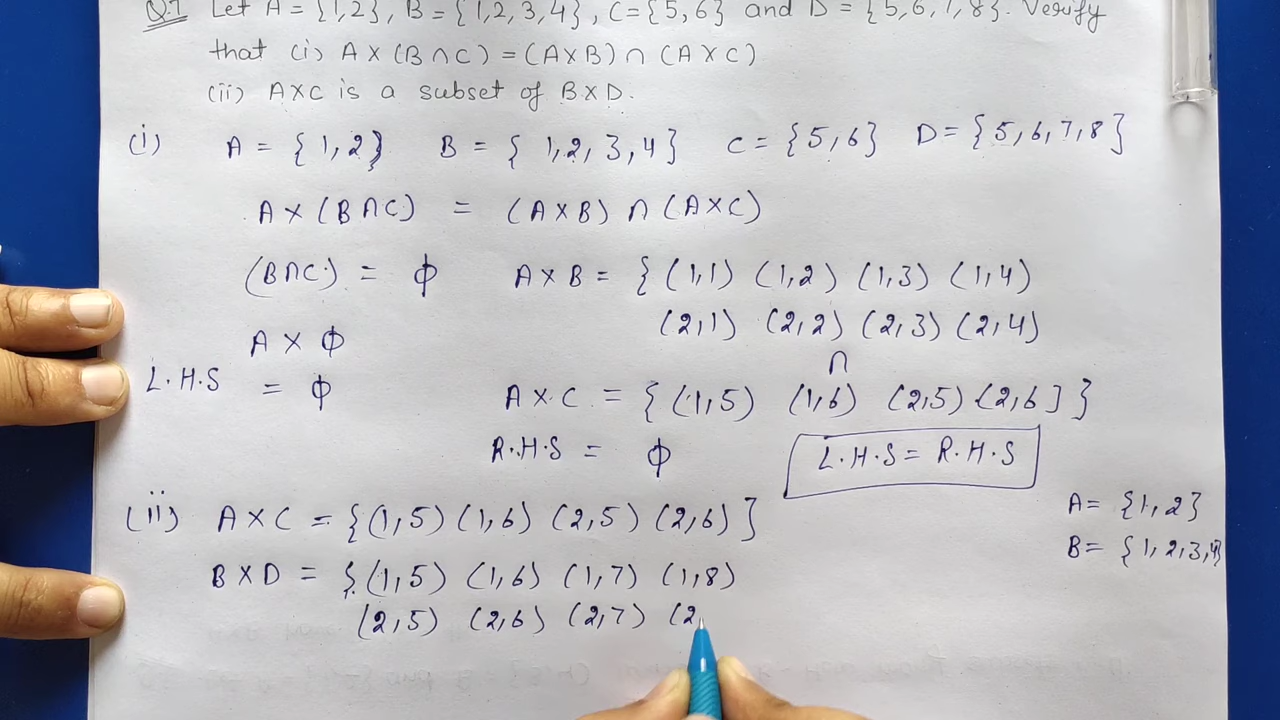 Q.7 Let A = {1,2}, B = {1,2,3,4}, C={5,6} and D = {5,6,7,8}. Verify
that (i) A×(B∩C) = (A×B)∩(A×C)
(ii) A×C is a subset of B×D.
(i) A = {1,2} B = {1,2,3,4} C = {5,6} D = {5,6,7,8}
A×(B∩C) = (A×B)∩(A×C)
(B∩C) = ϕ A×B = {(1,1) (1,2) (1,3) (1,4)
(2,1) (2,2) (2,3) (2,4)
A × ϕ ∩
L.H.S = ϕ A×C = {(1,5) (1,6) (2,5) (2,6]}
R.H.S = ϕ L.H.S = R.H.S
(ii) A×C = {(1,5) (1,6) (2,5) (2,6)} A = {1,2}
B = {1,2,3,4}
B×D = {(1,5) (1,6) (1,7) (1,8)
(2,5) (2,6) (2,7) (2